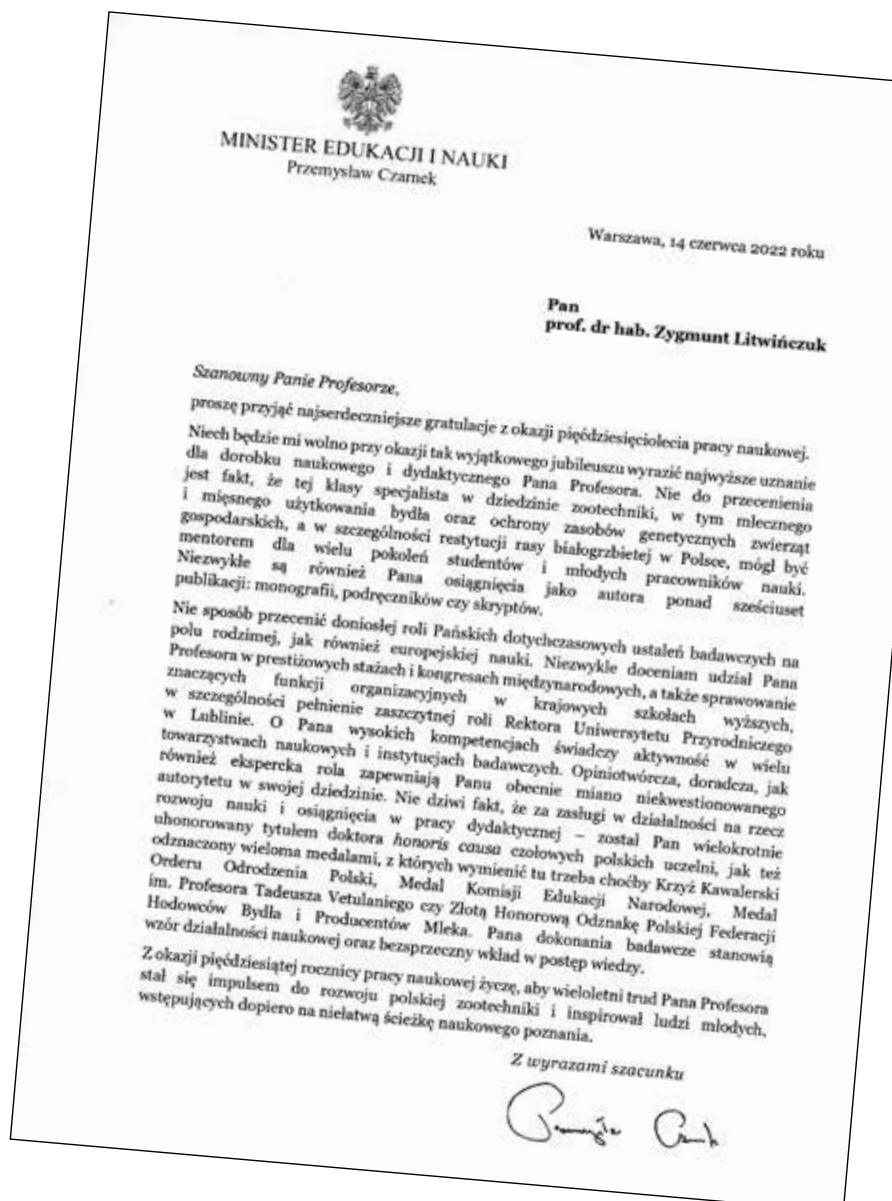 MINISTER EDUKACJI I NAUKI
Przemysław Czarnek
Warszawa, 14 czerwca 2022 roku
Pan
prof. dr hab. Zygmunt Litwińczuk
Szanowny Panie Profesorze,
proszę przyjąć najserdeczniejsze gratulacje z okazji pięćdziesięciolecia pracy naukowej.
Niech będzie mi wolno przy okazji tak wyjątkowego jubileuszu wyrazić najwyższe uznanie
dla dorobku naukowego i dydaktycznego Pana Profesora. Nie do przecenienia
jest fakt, że tej klasy specjalista w dziedzinie zootechniki, w tym mlecznego
i mięsnego użytkowania bydła oraz ochrony zasobów genetycznych zwierząt
gospodarskich, a w szczególności restytucji rasy białogrzbietej w Polsce, mógł być
mentorem dla wielu pokoleń studentów i młodych pracowników nauki.
Niezwykłe są również Pana osiągnięcia jako autora ponad sześciuset
publikacji: monografii, podręczników czy skryptów.
Nie sposób przecenić doniosłej roli Pańskich dotychczasowych ustaleń badawczych na
polu rodzimej, jak również europejskiej nauki. Niezwykle doceniam udział Pana
Profesora w prestiżowych stażach i kongresach międzynarodowych, a także sprawowanie
znaczących funkcji organizacyjnych w krajowych szkołach wyższych,
w szczególności pełnienie zaszczytnej roli Rektora Uniwersytetu Przyrodniczego
w Lublinie. O Pana wysokich kompetencjach świadczy aktywność w wielu
towarzystwach naukowych i instytucjach badawczych. Opiniotwórcza, doradcza, jak
również ekspercka rola zapewniają Panu obecnie miano niekwestionowanego
autorytetu w swojej dziedzinie. Nie dziwi fakt, że za zasługi w działalności na rzecz
rozwoju nauki i osiągnięcia w pracy dydaktycznej – został Pan wielokrotnie
uhonorowany tytułem doktora honoris causa czołowych polskich uczelni, jak też
odznaczony wieloma medalami, z których wymienić tu trzeba choćby Krzyż Kawalerski
Orderu Odrodzenia Polski, Medal Komisji Edukacji Narodowej, Medal
im. Profesora Tadeusza Vetulaniego czy Złotą Honorową Odznakę Polskiej Federacji
Hodowców Bydła i Producentów Mleka. Pana dokonania badawcze stanowią
wzór działalności naukowej oraz bezsprzeczny wkład w postęp wiedzy.
Z okazji pięćdziesiątej rocznicy pracy naukowej życzę, aby wieloletni trud Pana Profesora
stał się impulsem do rozwoju polskiej zootechniki i inspirował ludzi młodych,
wstępujących dopiero na niełatwą ścieżkę naukowego poznania.
Z wyrazami szacunku